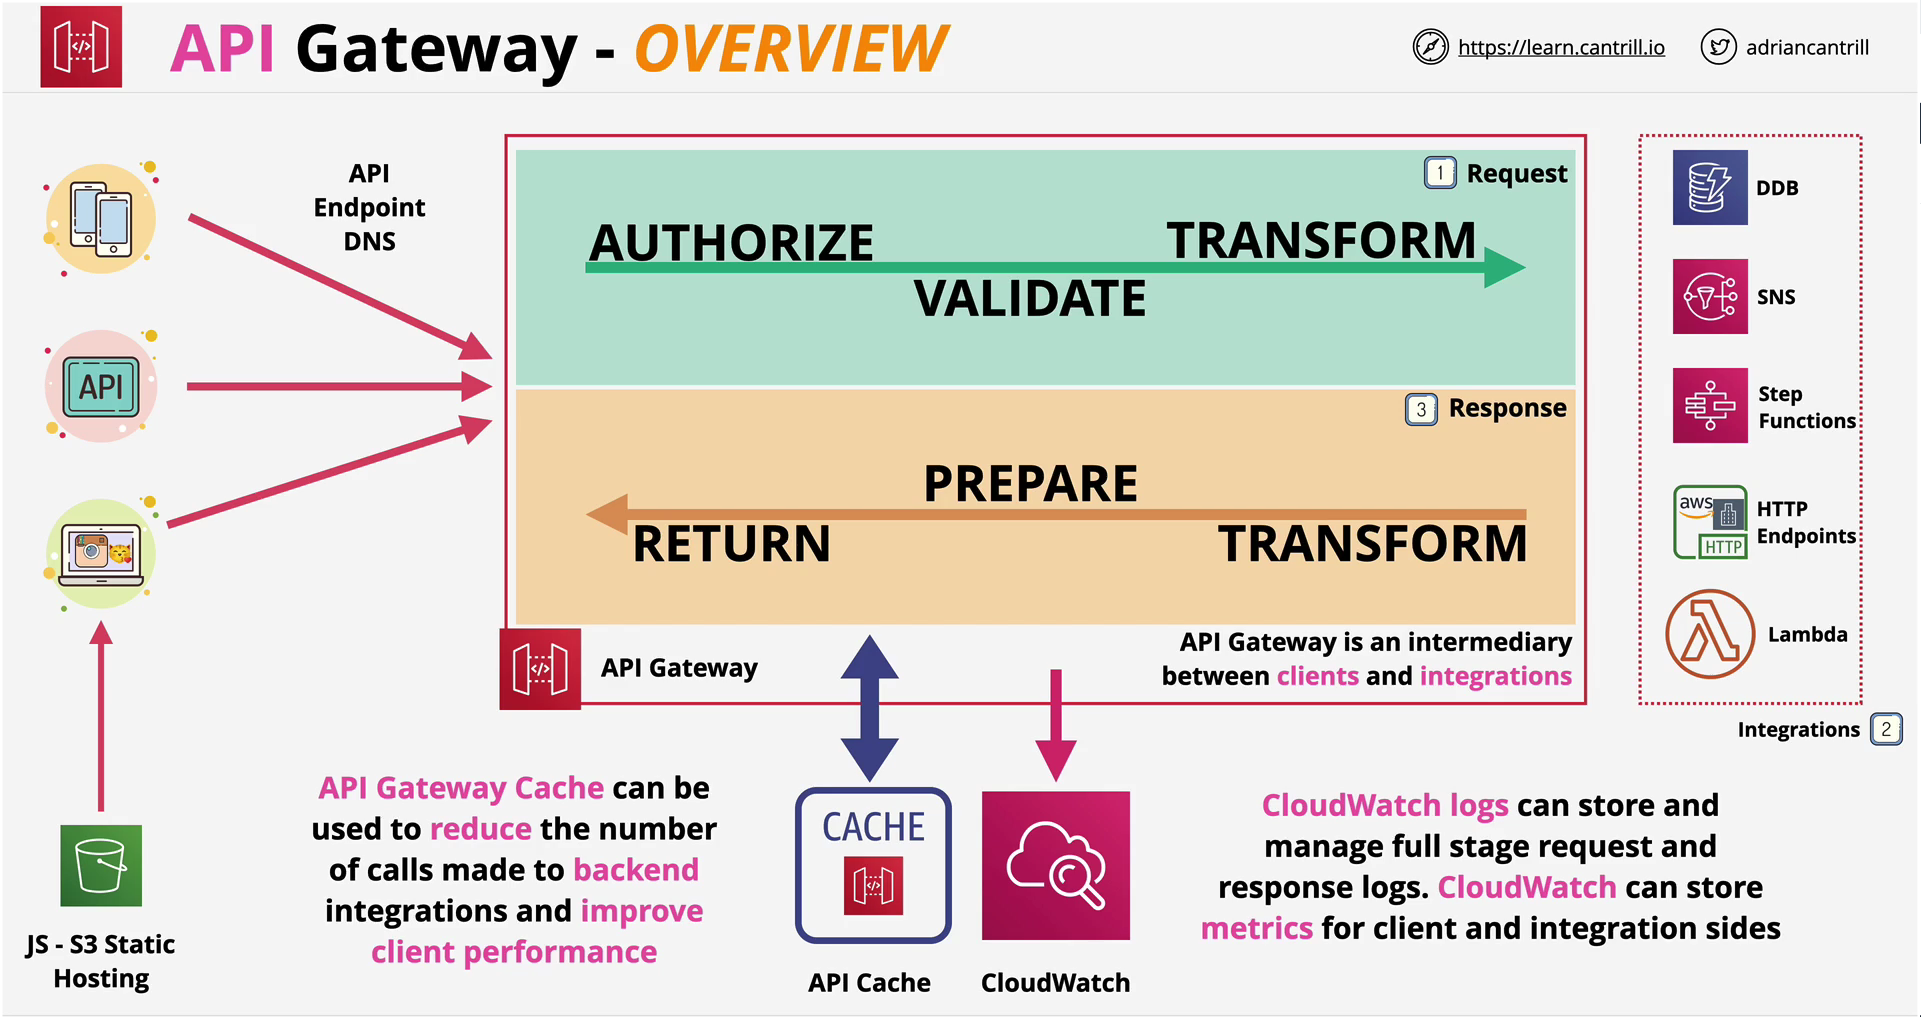 API Gateway - OVERVIEW
https://learn.cantrill.io
adriancantrill
API
Endpoint
DNS
API
JS - S3 Static
Hosting
1 Request
AUTHORIZE
TRANSFORM
VALIDATE
3 Response
PREPARE
RETURN
TRANSFORM
API Gateway
API Gateway is an intermediary
between clients and integrations
DDB
SNS
Step
Functions
aws
HTTP
HTTP
Endpoints
Lambda
Integrations 2
API Gateway Cache can be
used to reduce the number
of calls made to backend
integrations and improve
client performance
CACHE
API Cache
CloudWatch
CloudWatch logs can store and
manage full stage request and
response logs. CloudWatch can store
metrics for client and integration sides